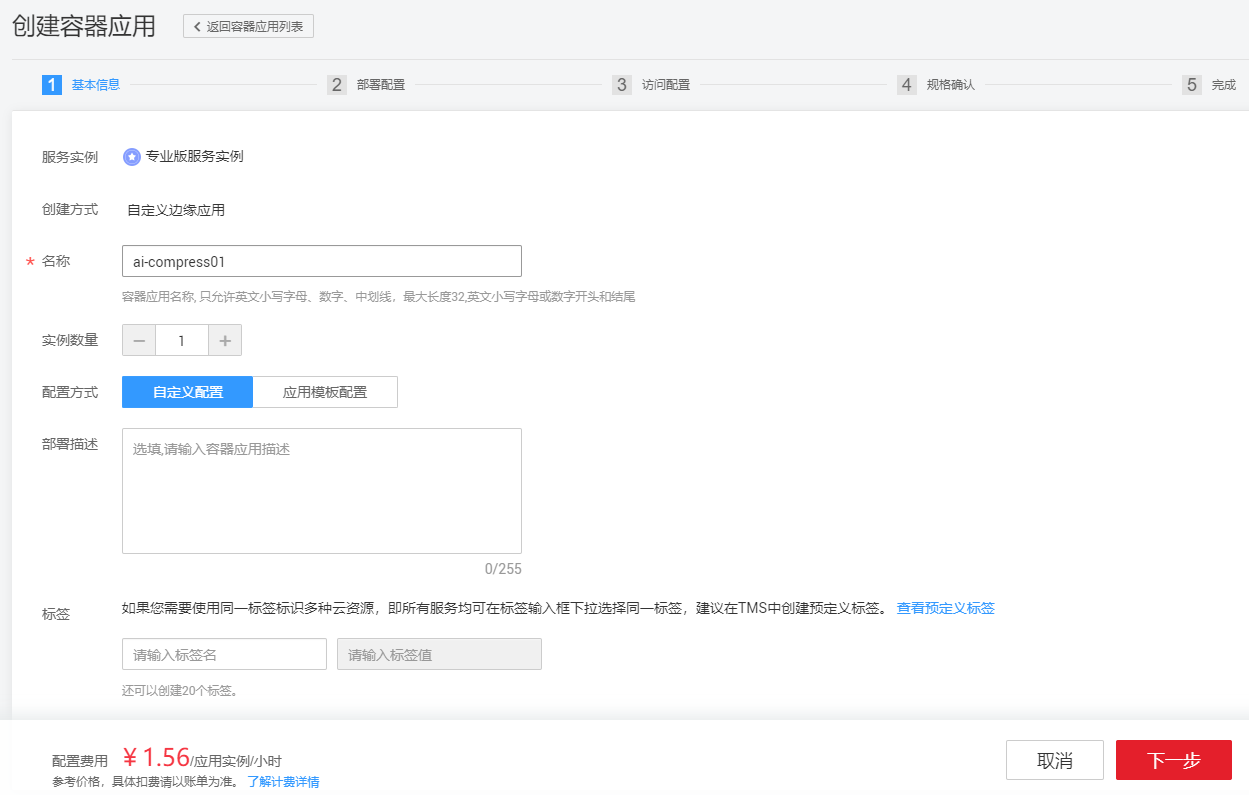 创建容器应用 返回容器应用列表
1 基本信息 2 部署配置 3 访问配置 4 规格确认 5 完成
服务实例 专业版服务实例
创建方式 自定义边缘应用
* 名称 ai-compress01
容器应用名称, 只允许英文小写字母、数字、中划线，最大长度32,英文小写字母或数字开头和结尾
实例数量 − 1 +
配置方式 自定义配置 应用模板配置
部署描述 选填,请输入容器应用描述
0/255
标签 如果您需要使用同一标签标识多种云资源，即所有服务均可在标签输入框下拉选择同一标签，建议在TMS中创建预定义标签。 查看预定义标签
请输入标签名 请输入标签值
还可以创建20个标签。
配置费用 ¥1.56/应用实例/小时
参考价格，具体扣费请以账单为准。 了解计费详情
取消 下一步